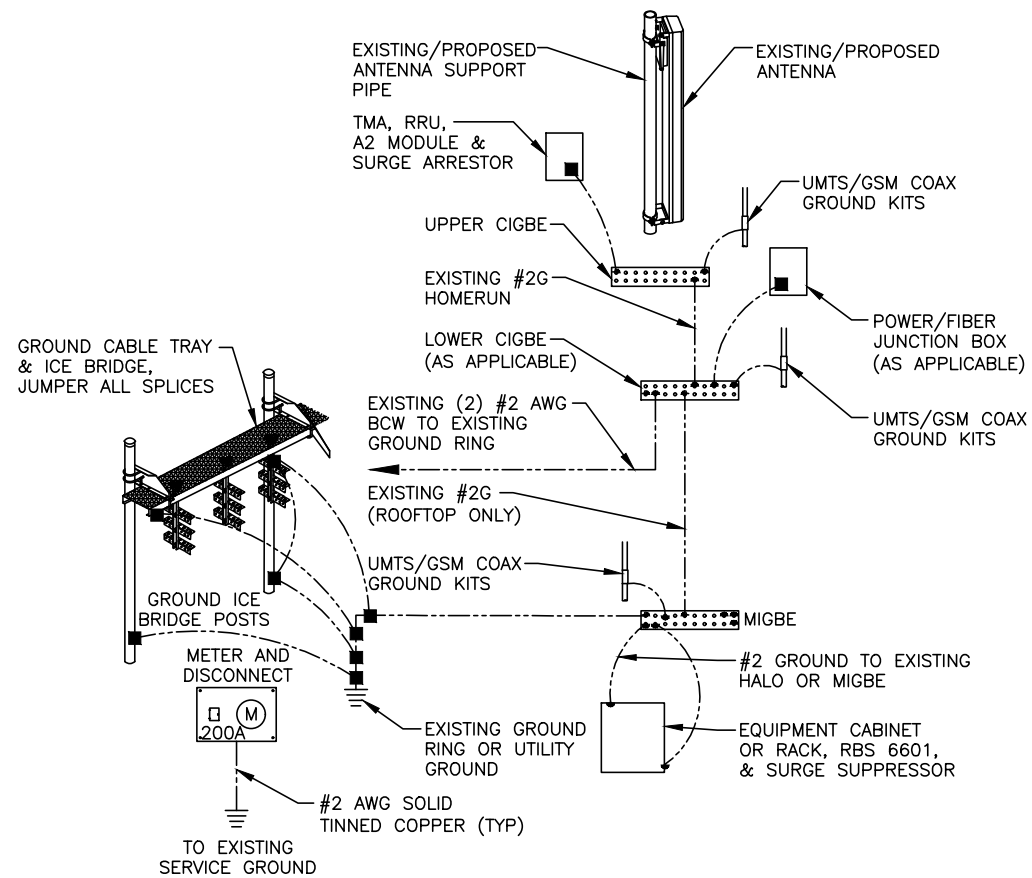 EXISTING/PROPOSED
ANTENNA SUPPORT
PIPE
EXISTING/PROPOSED
ANTENNA
TMA, RRU,
A2 MODULE &
SURGE ARRESTOR
UMTS/GSM COAX
GROUND KITS
UPPER CIGBE
EXISTING #2G
HOMERUN
POWER/FIBER
JUNCTION BOX
(AS APPLICABLE)
LOWER CIGBE
(AS APPLICABLE)
GROUND CABLE TRAY
& ICE BRIDGE,
JUMPER ALL SPLICES
EXISTING (2) #2 AWG
BCW TO EXISTING
GROUND RING
UMTS/GSM COAX
GROUND KITS
EXISTING #2G
(ROOFTOP ONLY)
UMTS/GSM COAX
GROUND KITS
GROUND ICE
BRIDGE POSTS
MIGBE
METER AND
DISCONNECT
M
200A
#2 GROUND TO EXISTING
HALO OR MIGBE
EXISTING GROUND
RING OR UTILITY
GROUND
EQUIPMENT CABINET
OR RACK, RBS 6601,
& SURGE SUPPRESSOR
#2 AWG SOLID
TINNED COPPER (TYP)
TO EXISTING
SERVICE GROUND